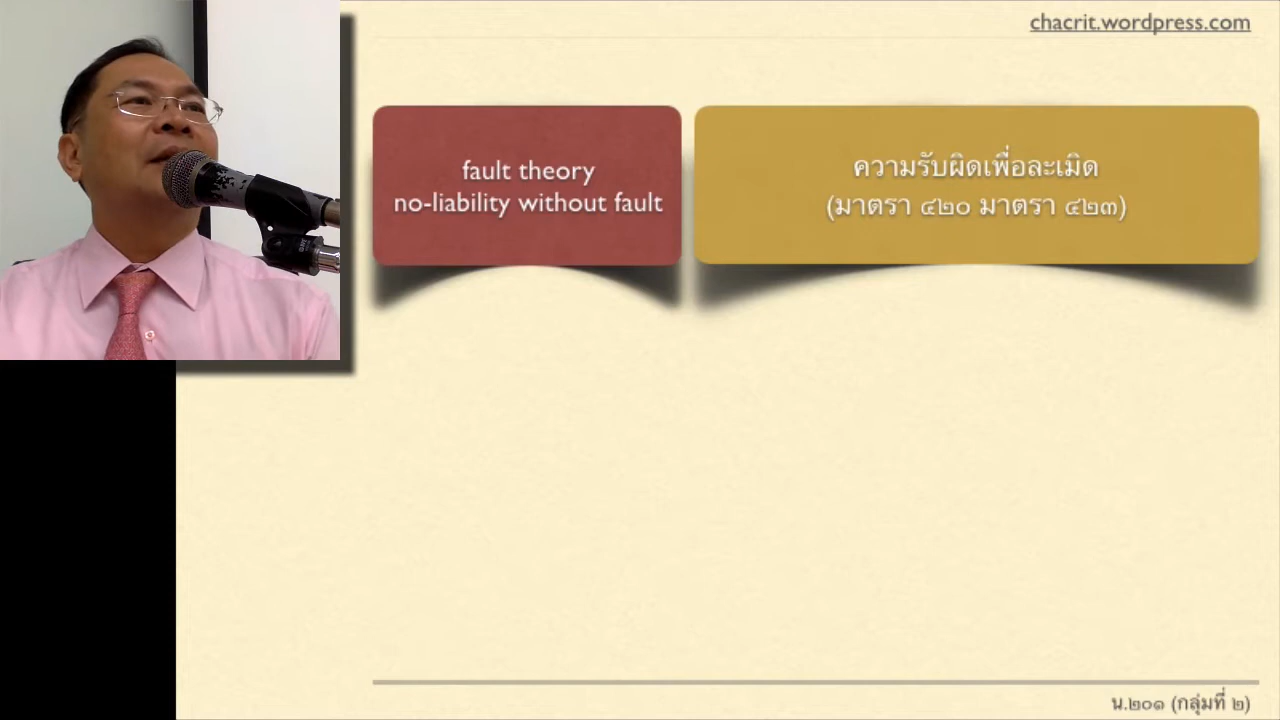 chacrit.wordpress.com
fault theory
no-liability without fault
ความรับผิดเพื่อละเมิด
(มาตรา ๔๒๐ มาตรา ๔๒๓)
น.๒๐๑ (กลุ่มที่ ๒)